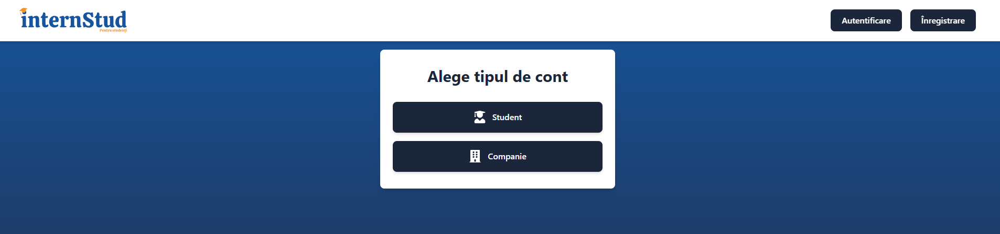 internStud
Pentru studenți
Autentificare
Înregistrare
Alege tipul de cont
Student
Companie